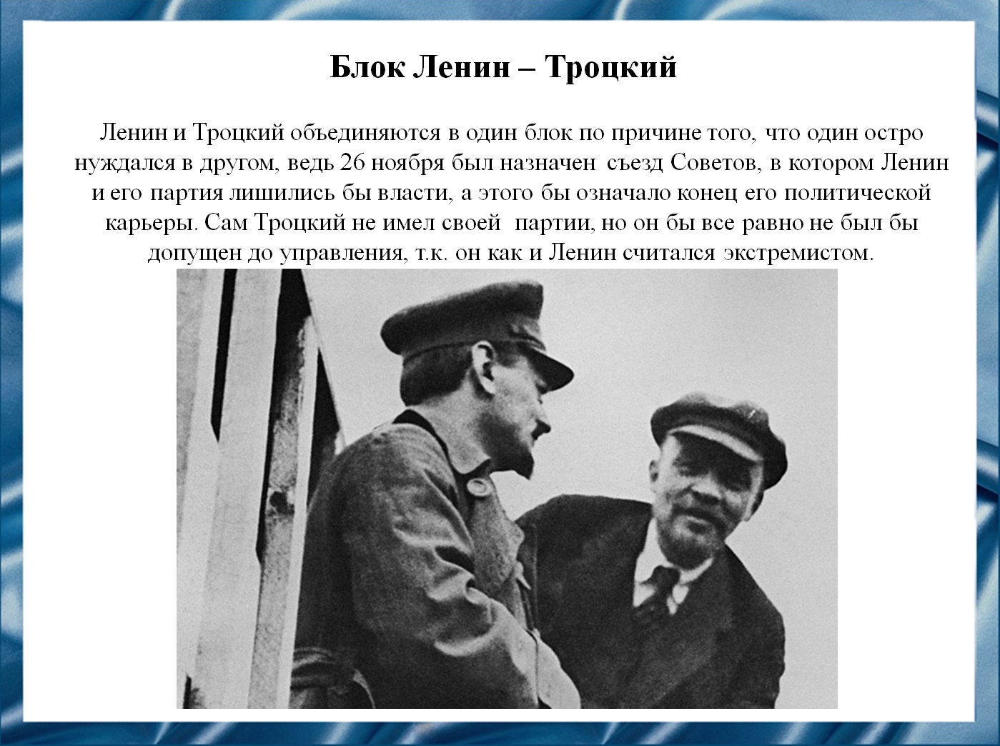 Блок Ленин – Троцкий
Ленин и Троцкий объединяются в один блок по причине того, что один остро
нуждался в другом, ведь 26 ноября был назначен съезд Советов, в котором Ленин
и его партия лишились бы власти, а этого бы означало конец его политической
карьеры. Сам Троцкий не имел своей партии, но он бы все равно не был бы
допущен до управления, т.к. он как и Ленин считался экстремистом.